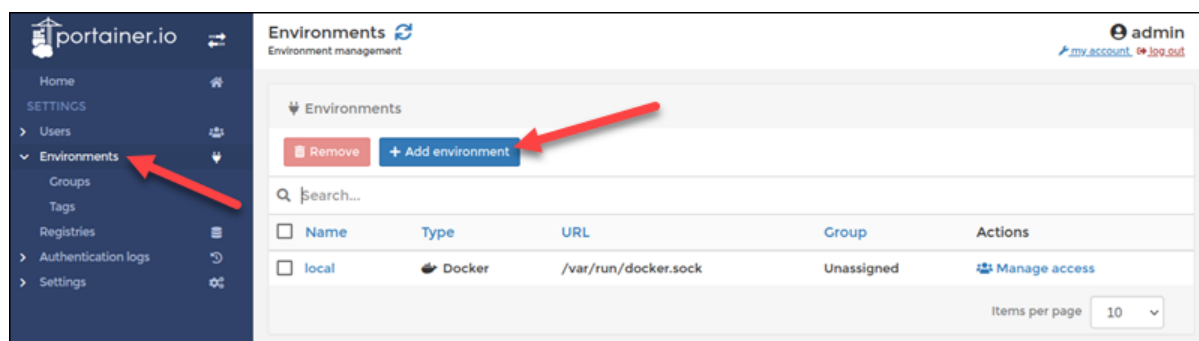 portainer.io
Home
SETTINGS
Users
Environments
Groups
Tags
Registries
Authentication logs
Settings
Environments
Environment management
admin
my account log out
Environments
Remove + Add environment
Search...
Name Type URL Group Actions
local Docker /var/run/docker.sock Unassigned Manage access
Items per page 10